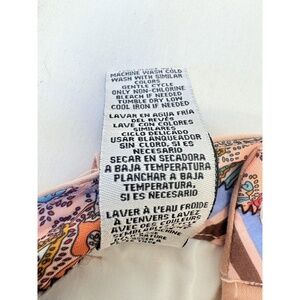 MACHINE WASH COLD
WASH WITH SIMILAR
COLORS
GENTLE CYCLE
ONLY NON-CHLORINE
BLEACH IF NEEDED
TUMBLE DRY LOW
COOL IRON IF NEEDED
LAVAR EN AGUA FRÍA
DEL REVÉS
LAVE CON COLORES
SIMILARES
CICLO DELICADO
USAR BLANQUEADOR
SIN CLORO, SI ES
NECESARIO
SECAR EN SECADORA
A BAJA TEMPERATURA
PLANCHAR A BAJA
TEMPERATURA,
SI ES NECESARIO
LAVER À L'EAU FROIDE
À L'ENVERS LAVEZ
AVEC DES COULEURS